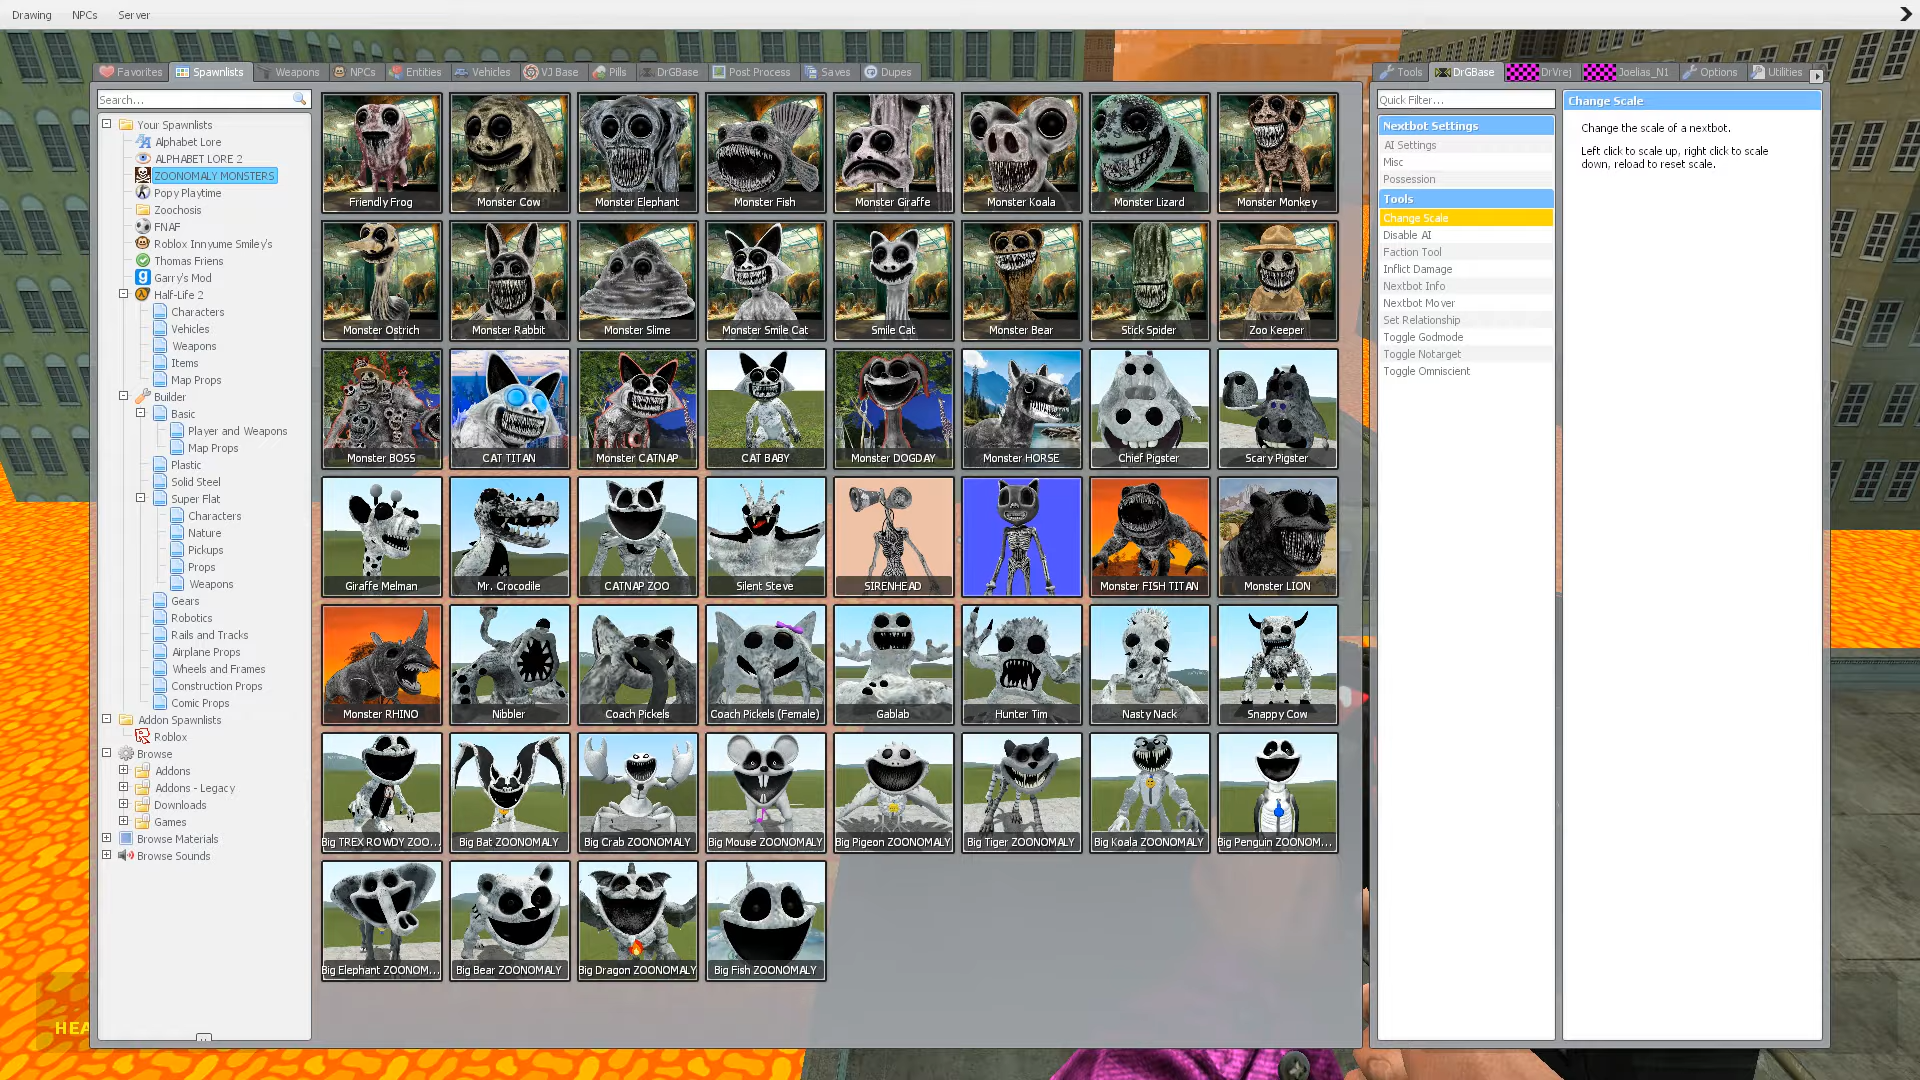 Drawing NPCs Server
Favorites Spawnlists Weapons NPCs Entities Vehicles VJ Base Pills DrGBase Post Process Saves Dupes
Search...
Your Spawnlists
Alphabet Lore
ALPHABET LORE 2
ZOONOMALY MONSTERS
Popy Playtime
Zoochosis
FNAF
Roblox Innyume Smiley's
Thomas Friens
Garry's Mod
Half-Life 2
Characters
Vehicles
Weapons
Items
Map Props
Builder
Basic
Player and Weapons
Map Props
Plastic
Solid Steel
Super Flat
Characters
Nature
Pickups
Props
Weapons
Gears
Robotics
Rails and Tracks
Airplane Props
Wheels and Frames
Construction Props
Comic Props
Addon Spawnlists
Roblox
Browse
Addons
Addons - Legacy
Downloads
Games
Browse Materials
Browse Sounds
HEA
Friendly Frog Monster Cow Monster Elephant Monster Fish Monster Giraffe Monster Koala Monster Lizard Monster Monkey
Monster Ostrich Monster Rabbit Monster Slime Monster Smile Cat Smile Cat Monster Bear Stick Spider Zoo Keeper
Monster BOSS CAT TITAN Monster CATNAP CAT BABY Monster DOGDAY Monster HORSE Chief Pigster Scary Pigster
Giraffe Melman Mr. Crocodile CATNAP ZOO Silent Steve SIRENHEAD Monster FISH TITAN Monster LION
Monster RHINO Nibbler Coach Pickels Coach Pickels (Female) Gablab Hunter Tim Nasty Nack Snappy Cow
Big TREX ROWDY ZOO... Big Bat ZOONOMALY Big Crab ZOONOMALY Big Mouse ZOONOMALY Big Pigeon ZOONOMALY Big Tiger ZOONOMALY Big Koala ZOONOMALY Big Penguin ZOONOM...
Big Elephant ZOONOM... Big Bear ZOONOMALY Big Dragon ZOONOMALY Big Fish ZOONOMALY
Tools DrGBase DrVrej Joelias_N1 Options Utilities
Quick Filter...
Nextbot Settings
AI Settings
Misc
Possession
Tools
Change Scale
Disable AI
Faction Tool
Inflict Damage
Nextbot Info
Nextbot Mover
Set Relationship
Toggle Godmode
Toggle Notarget
Toggle Omniscient
Change Scale
Change the scale of a nextbot.
Left click to scale up, right click to scale
down, reload to reset scale.